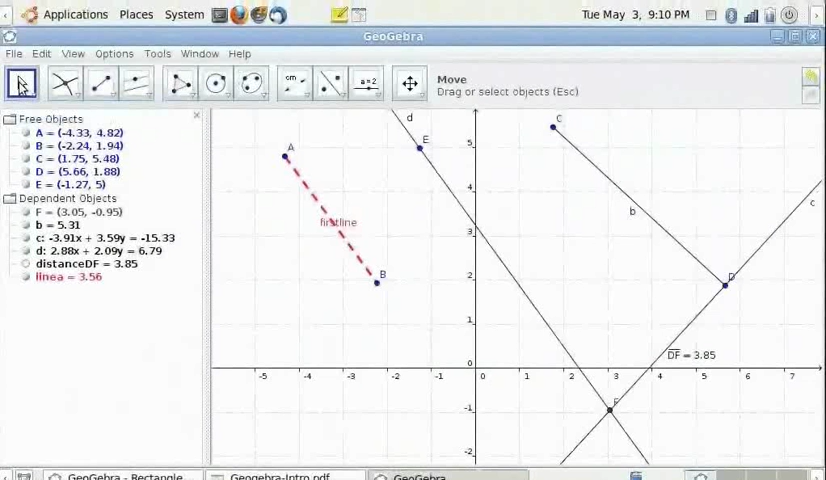 Applications Places System Tue May 3, 9:10 PM
GeoGebra
File Edit View Options Tools Window Help
cm a=2 Move
Drag or select objects (Esc)
Free Objects
A = (-4.33, 4.82)
B = (-2.24, 1.94)
C = (1.75, 5.48)
D = (5.66, 1.88)
E = (-1.27, 5)
Dependent Objects
F = (3.05, -0.95)
b = 5.31
c: -3.91x + 3.59y = -15.33
d: 2.88x + 2.09y = 6.79
distanceDF = 3.85
linea = 3.56
d
C
E
5
A
4
c
b
firstline
3
B
D
2
1
DF = 3.85
0
-5 -4 -3 -2 -1 0 1 2 3 4 5 6 7
F
-1
-2
GeoGebra - Rectangle... Geogebra-Intro.pdf GeoGebra